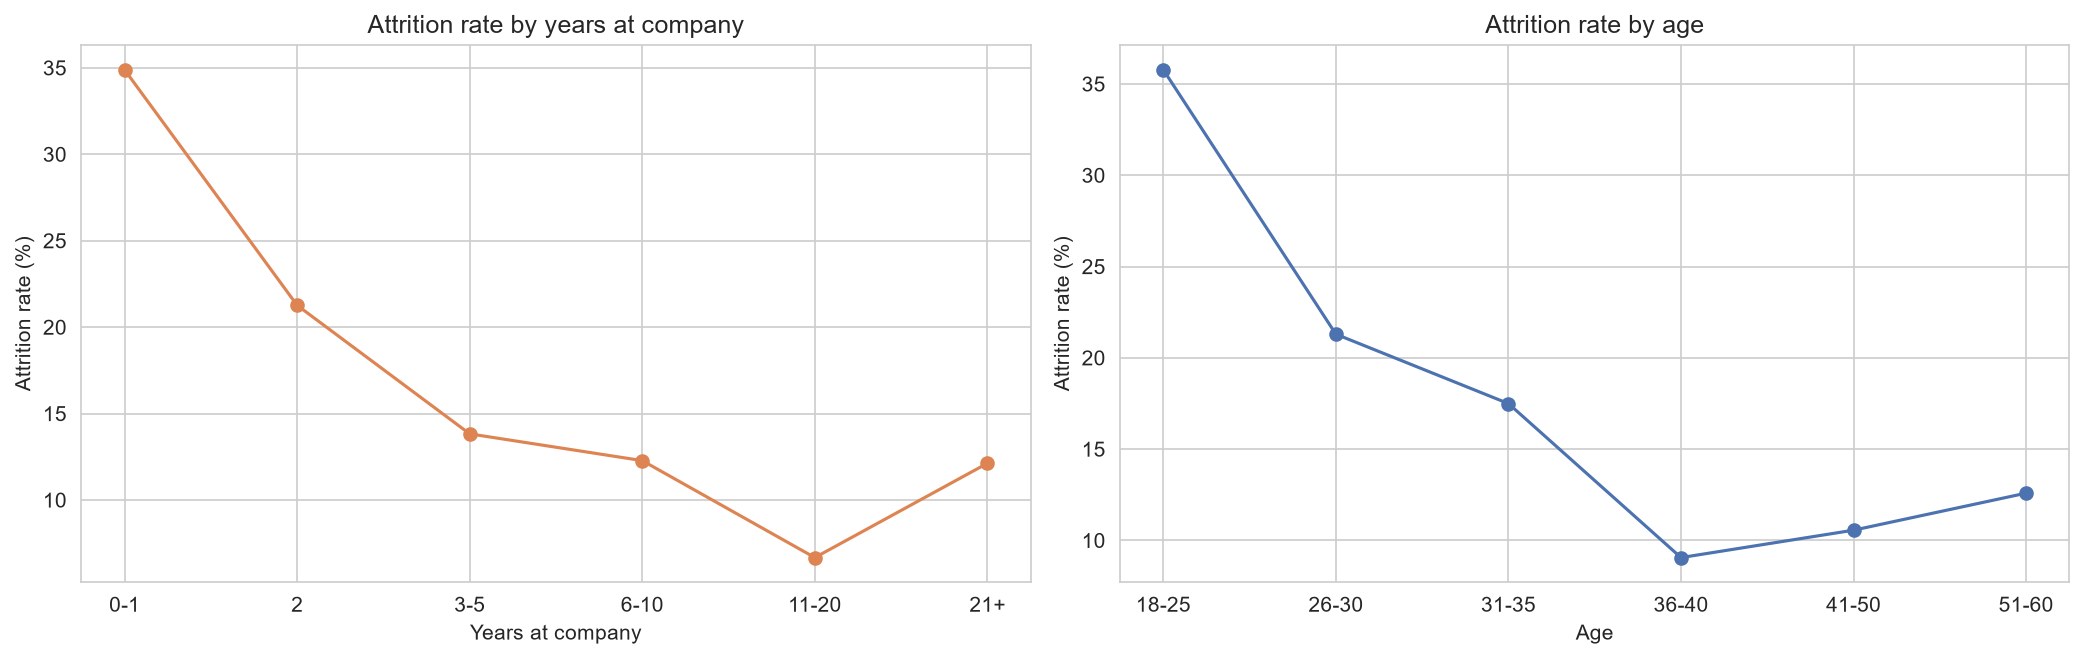 Attrition rate by years at company
Attrition rate (%)
35
30
25
20
15
10
0-1 2 3-5 6-10 11-20 21+
Years at company
Attrition rate by age
Attrition rate (%)
35
30
25
20
15
10
18-25 26-30 31-35 36-40 41-50 51-60
Age